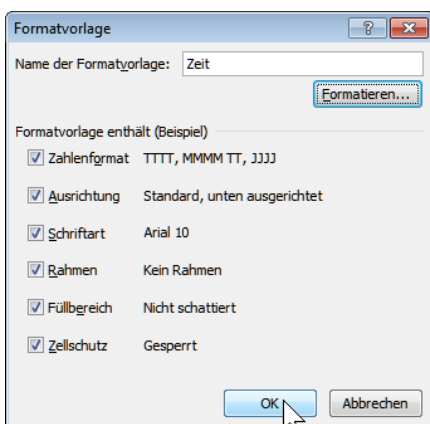 Formatvorlage
Name der Formatvorlage: Zeit
Formatieren...
Formatvorlage enthält (Beispiel)
Zahlenformat TTTT, MMMM TT, JJJJ
Ausrichtung Standard, unten ausgerichtet
Schriftart Arial 10
Rahmen Kein Rahmen
Füllbereich Nicht schattiert
Zellschutz Gesperrt
OK Abbrechen